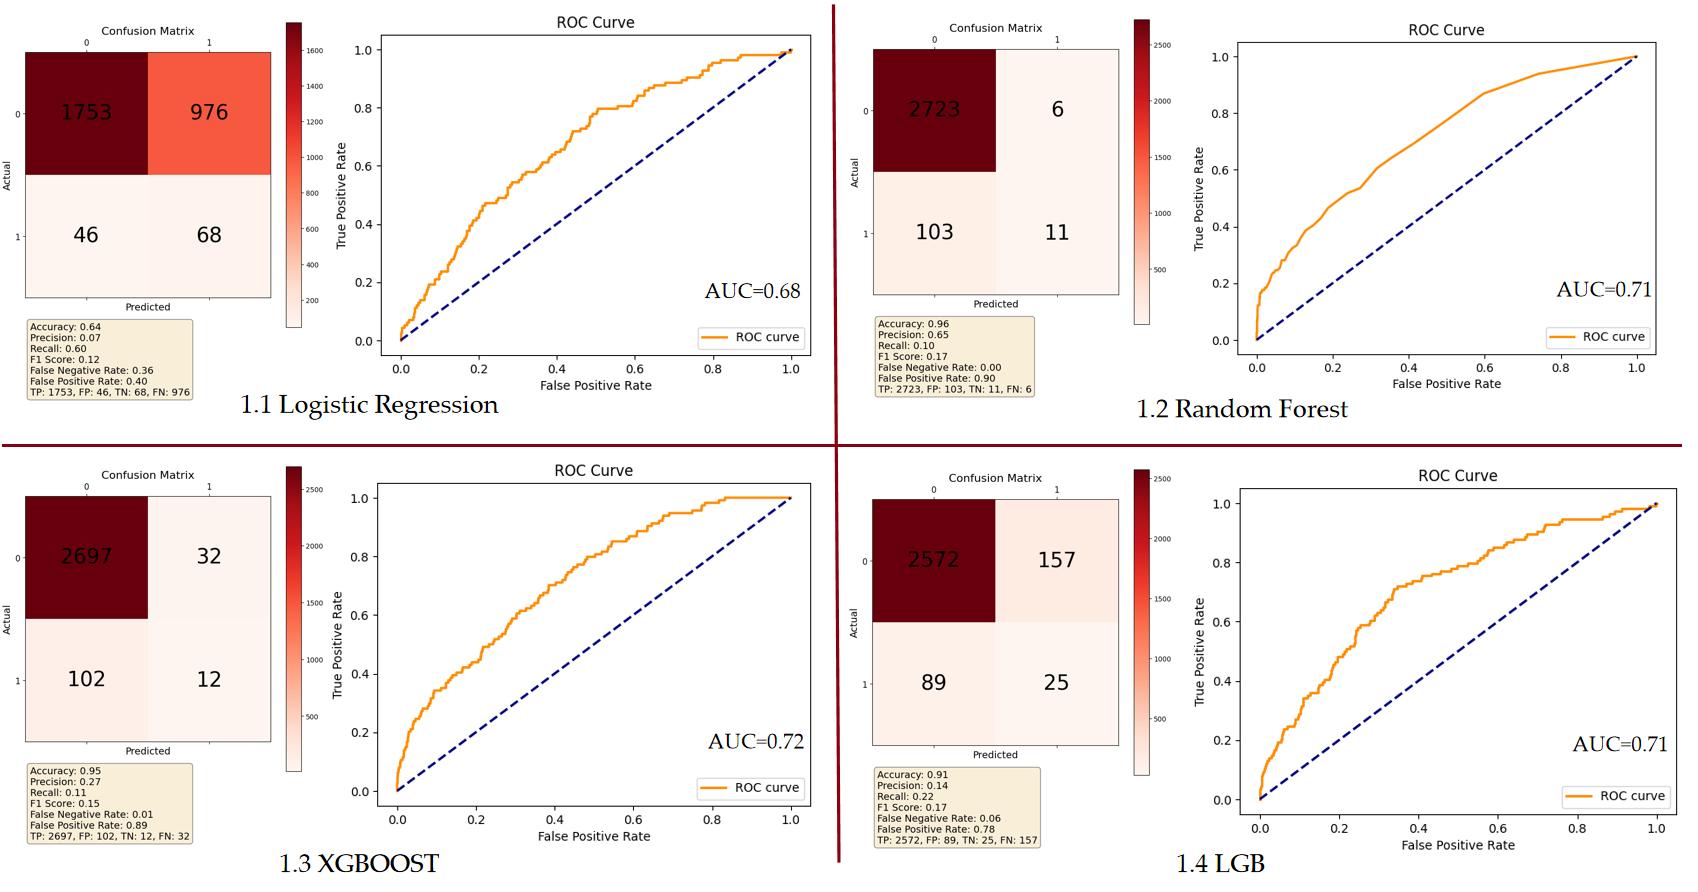 Confusion Matrix
0 1
0 1753 976
1 46 68
Actual
Predicted
1600
1400
1200
1000
800
600
400
200
Accuracy: 0.64
Precision: 0.07
Recall: 0.60
F1 Score: 0.12
False Negative Rate: 0.36
False Positive Rate: 0.40
TP: 1753, FP: 46, TN: 68, FN: 976
ROC Curve
True Positive Rate
1.0
0.8
0.6
0.4
0.2
0.0
AUC=0.68
ROC curve
0.0 0.2 0.4 0.6 0.8 1.0
False Positive Rate
1.1 Logistic Regression
Confusion Matrix
0 1
0 2723 6
1 103 11
Actual
Predicted
2500
2000
1500
1000
500
Accuracy: 0.96
Precision: 0.65
Recall: 0.10
F1 Score: 0.17
False Negative Rate: 0.00
False Positive Rate: 0.90
TP: 2723, FP: 103, TN: 11, FN: 6
ROC Curve
True Positive Rate
1.0
0.8
0.6
0.4
0.2
0.0
AUC=0.71
ROC curve
0.0 0.2 0.4 0.6 0.8 1.0
False Positive Rate
1.2 Random Forest
Confusion Matrix
0 1
0 2697 32
1 102 12
Actual
Predicted
2500
2000
1500
1000
500
Accuracy: 0.95
Precision: 0.27
Recall: 0.11
F1 Score: 0.15
False Negative Rate: 0.01
False Positive Rate: 0.89
TP: 2697, FP: 102, TN: 12, FN: 32
ROC Curve
True Positive Rate
1.0
0.8
0.6
0.4
0.2
0.0
AUC=0.72
ROC curve
0.0 0.2 0.4 0.6 0.8 1.0
False Positive Rate
1.3 XGBOOST
Confusion Matrix
0 1
0 2572 157
1 89 25
Actual
Predicted
2500
2000
1500
1000
500
Accuracy: 0.91
Precision: 0.14
Recall: 0.22
F1 Score: 0.17
False Negative Rate: 0.06
False Positive Rate: 0.78
TP: 2572, FP: 89, TN: 25, FN: 157
ROC Curve
True Positive Rate
1.0
0.8
0.6
0.4
0.2
0.0
AUC=0.71
ROC curve
0.0 0.2 0.4 0.6 0.8 1.0
False Positive Rate
1.4 LGB